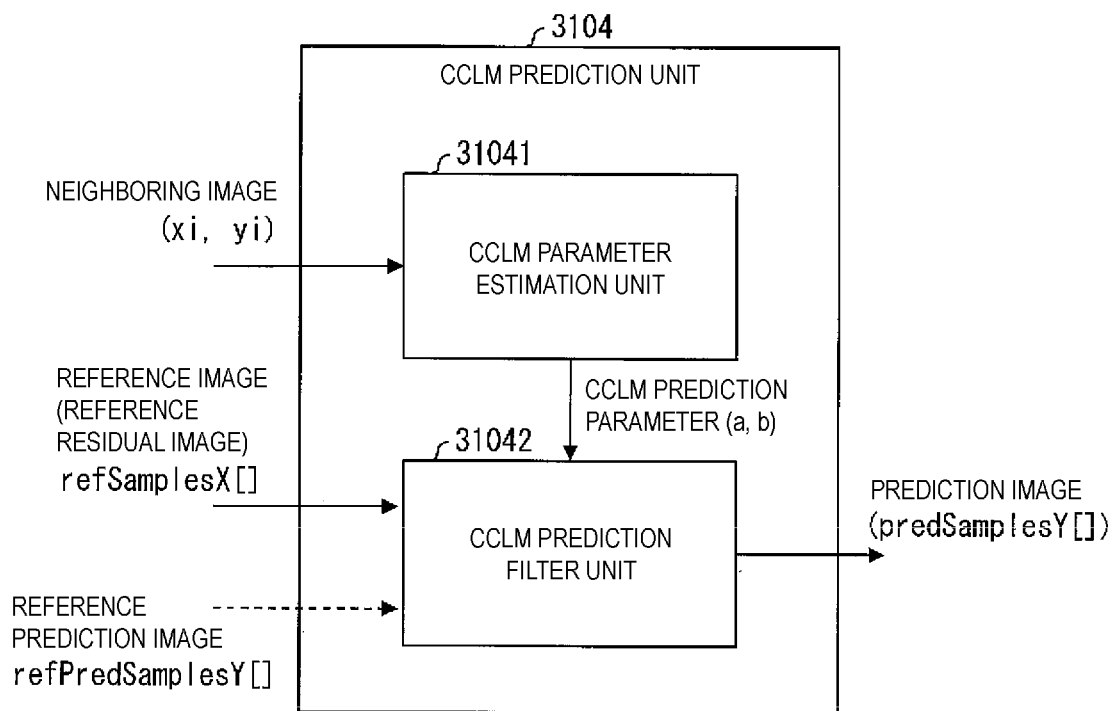 3104
CCLM PREDICTION UNIT
31041
NEIGHBORING IMAGE
(xi, yi)
CCLM PARAMETER
ESTIMATION UNIT
REFERENCE IMAGE
(REFERENCE
RESIDUAL IMAGE)
refSamplesX[]
CCLM PREDICTION
PARAMETER (a, b)
31042
CCLM PREDICTION
FILTER UNIT
PREDICTION IMAGE
(predSamplesY[])
REFERENCE
PREDICTION IMAGE
refPredSamplesY[]